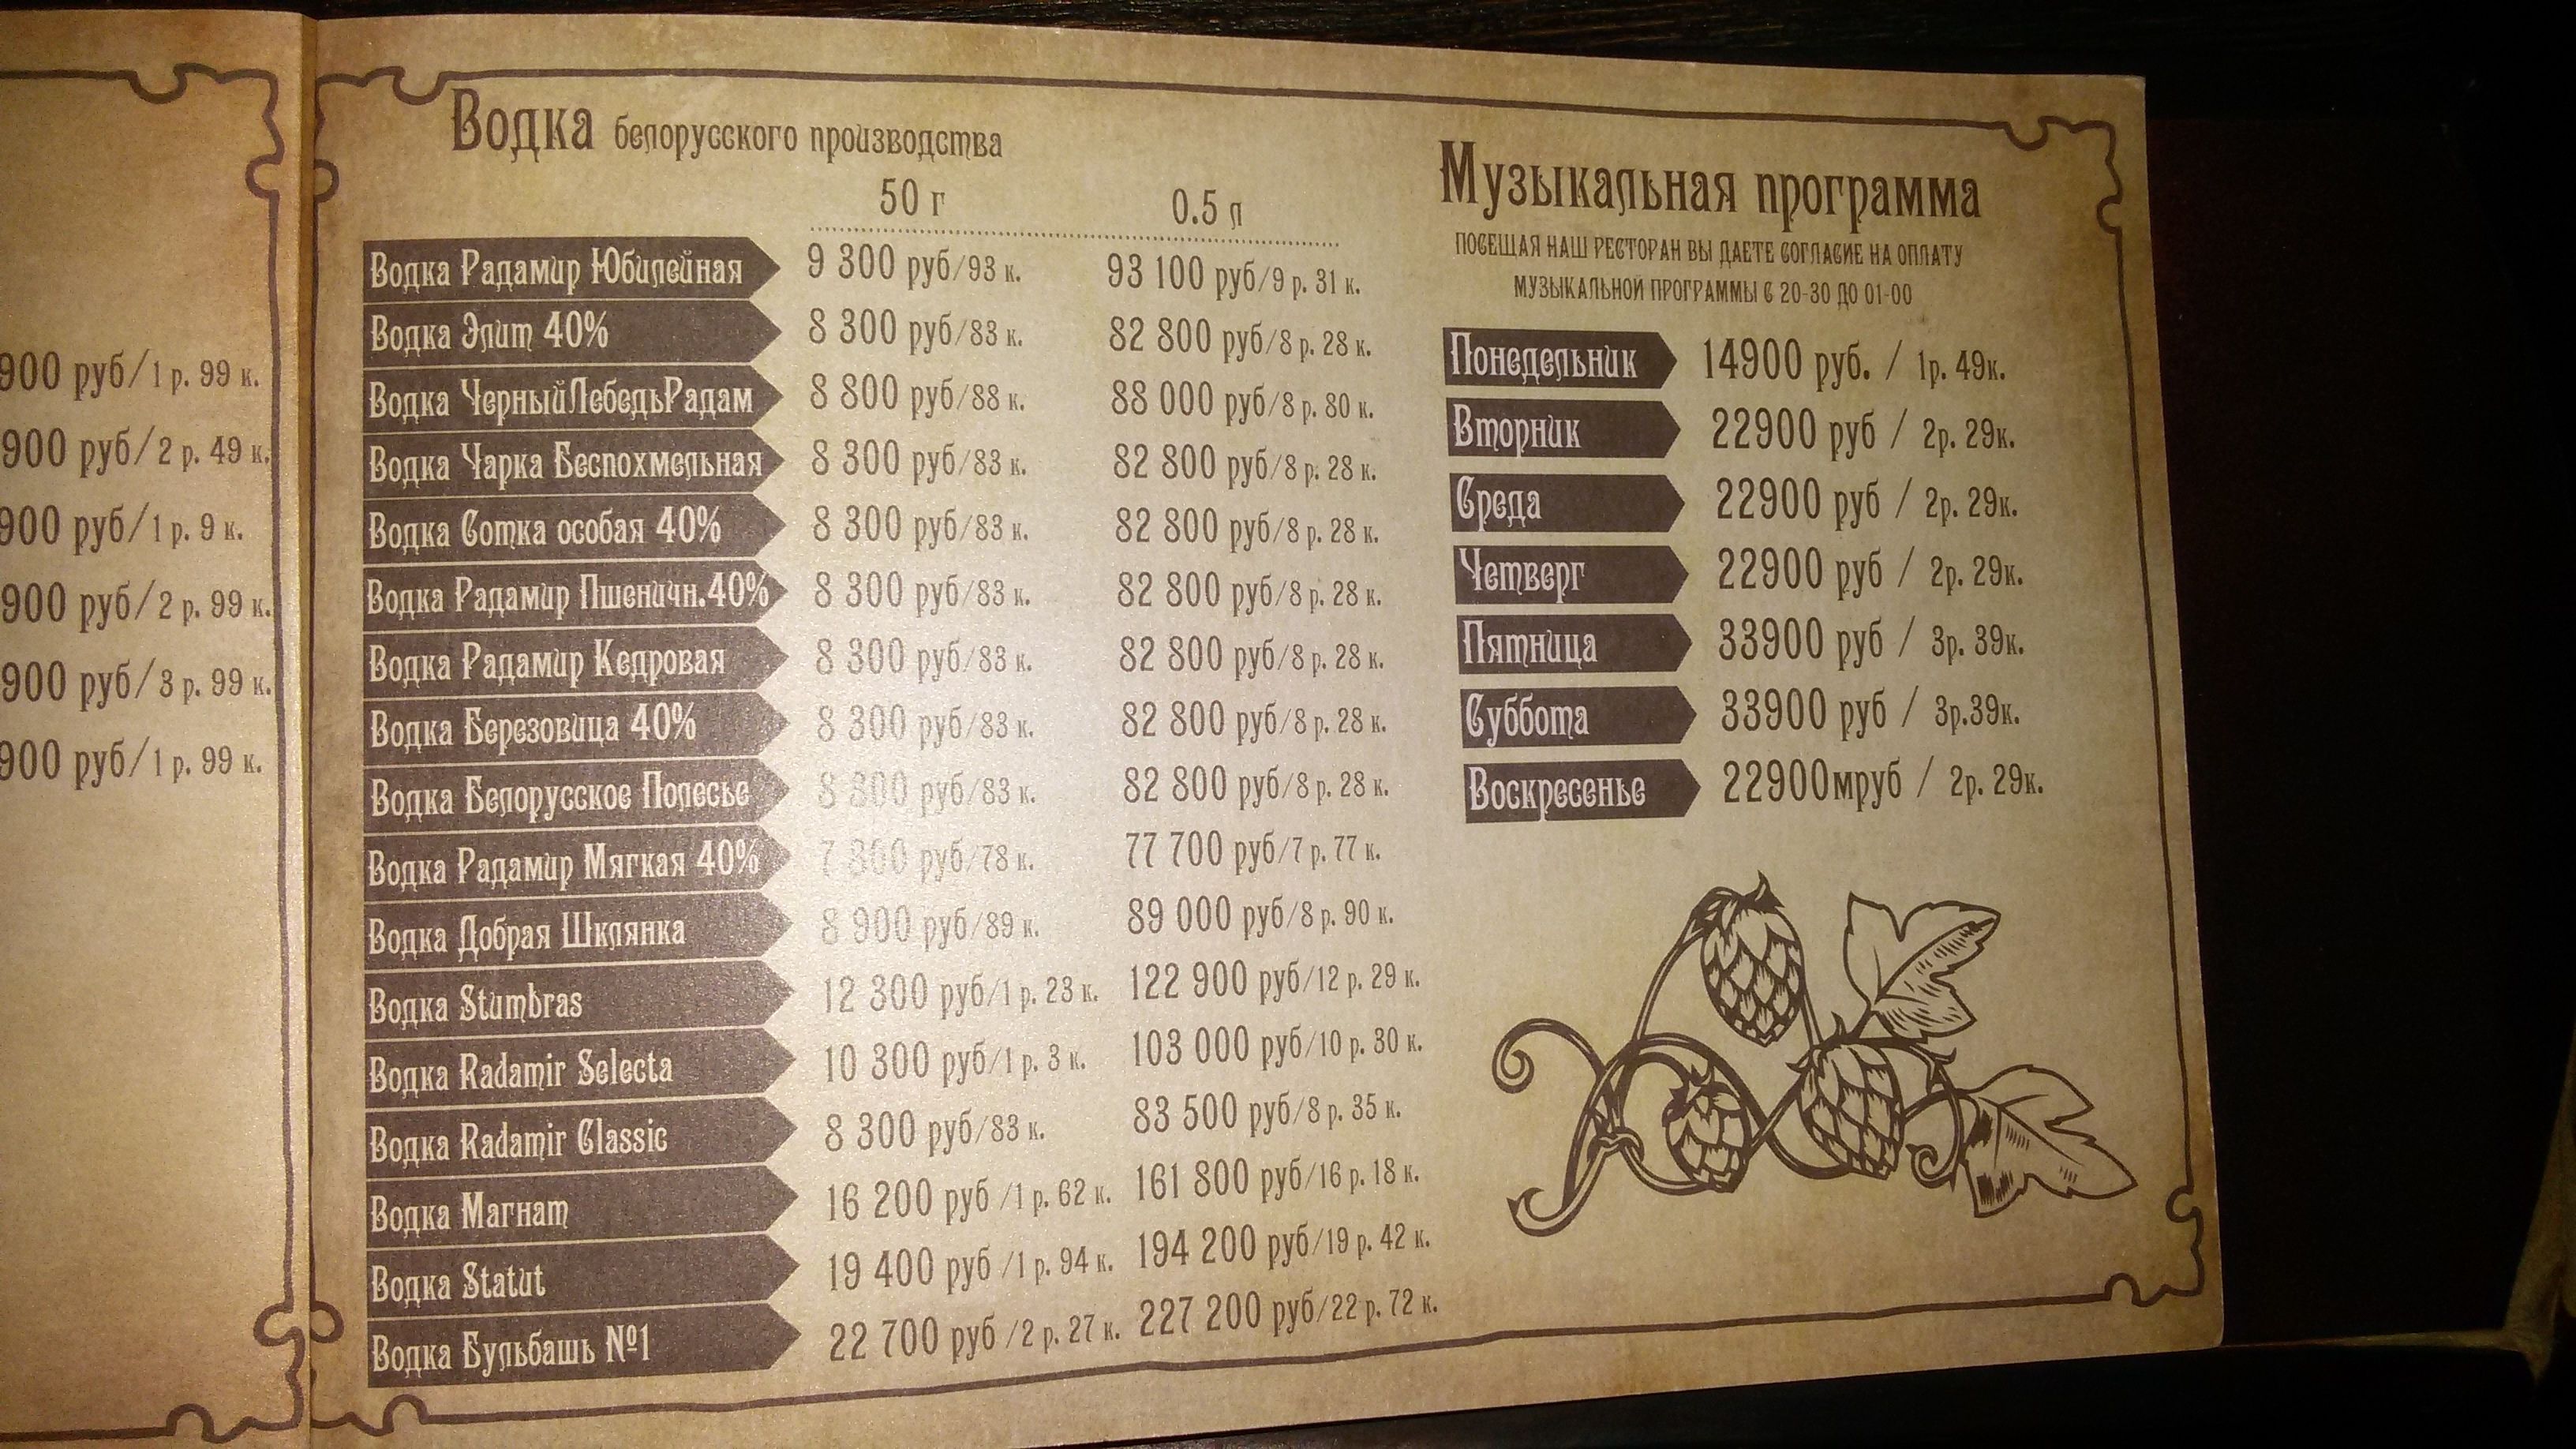 900 руб/1 р. 99 к.
900 руб/2 р. 49 к.
900 руб/1 р. 9 к.
900 руб/2 р. 99 к.
900 руб/3 р. 99 к.
900 руб/1 р. 99 к.
Водка белорусского производства
50 г 0.5 л
Водка Радамир Юбилейная 9 300 руб/93 к. 93 100 руб/9 р. 31 к.
Водка Элит 40% 8 300 руб/83 к. 82 800 руб/8 р. 28 к.
Водка ЧерныйЛебедьРадам 8 800 руб/88 к. 88 000 руб/8 р. 80 к.
Водка Чарка Беспохмельная 8 300 руб/83 к. 82 800 руб/8 р. 28 к.
Водка Сотка особая 40% 8 300 руб/83 к. 82 800 руб/8 р. 28 к.
Водка Радамир Пшеничн.40% 8 300 руб/83 к. 82 800 руб/8 р. 28 к.
Водка Радамир Кедровая 8 300 руб/83 к. 82 800 руб/8 р. 28 к.
Водка Березовица 40% 8 300 руб/83 к. 82 800 руб/8 р. 28 к.
Водка Белорусское Полесье 8 300 руб/83 к. 82 800 руб/8 р. 28 к.
Водка Радамир Мягкая 40% 7 800 руб/78 к. 77 700 руб/7 р. 77 к.
Водка Добрая Шклянка 8 900 руб/89 к. 89 000 руб/8 р. 90 к.
Водка Stumbras 12 300 руб/1 р. 23 к. 122 900 руб/12 р. 29 к.
Водка Radamir Selecta 10 300 руб/1 р. 3 к. 103 000 руб/10 р. 30 к.
Водка Radamir Classic 8 300 руб/83 к. 83 500 руб/8 р. 35 к.
Водка Магнат 16 200 руб /1 р. 62 к. 161 800 руб/16 р. 18 к.
Водка Statut 19 400 руб /1 р. 94 к. 194 200 руб/19 р. 42 к.
Водка Бульбашь №1 22 700 руб /2 р. 27 к. 227 200 руб/22 р. 72 к.
Музыкальная программа
ПОСЕЩАЯ НАШ РЕСТОРАН ВЫ ДАЕТЕ СОГЛАСИЕ НА ОПЛАТУ
МУЗЫКАЛЬНОЙ ПРОГРАММЫ С 20-30 ДО 01-00
Понедельник 14900 руб. / 1р. 49к.
Вторник 22900 руб / 2р. 29к.
Среда 22900 руб / 2р. 29к.
Четверг 22900 руб / 2р. 29к.
Пятница 33900 руб / 3р. 39к.
Суббота 33900 руб / 3р.39к.
Воскресенье 22900мруб / 2р. 29к.